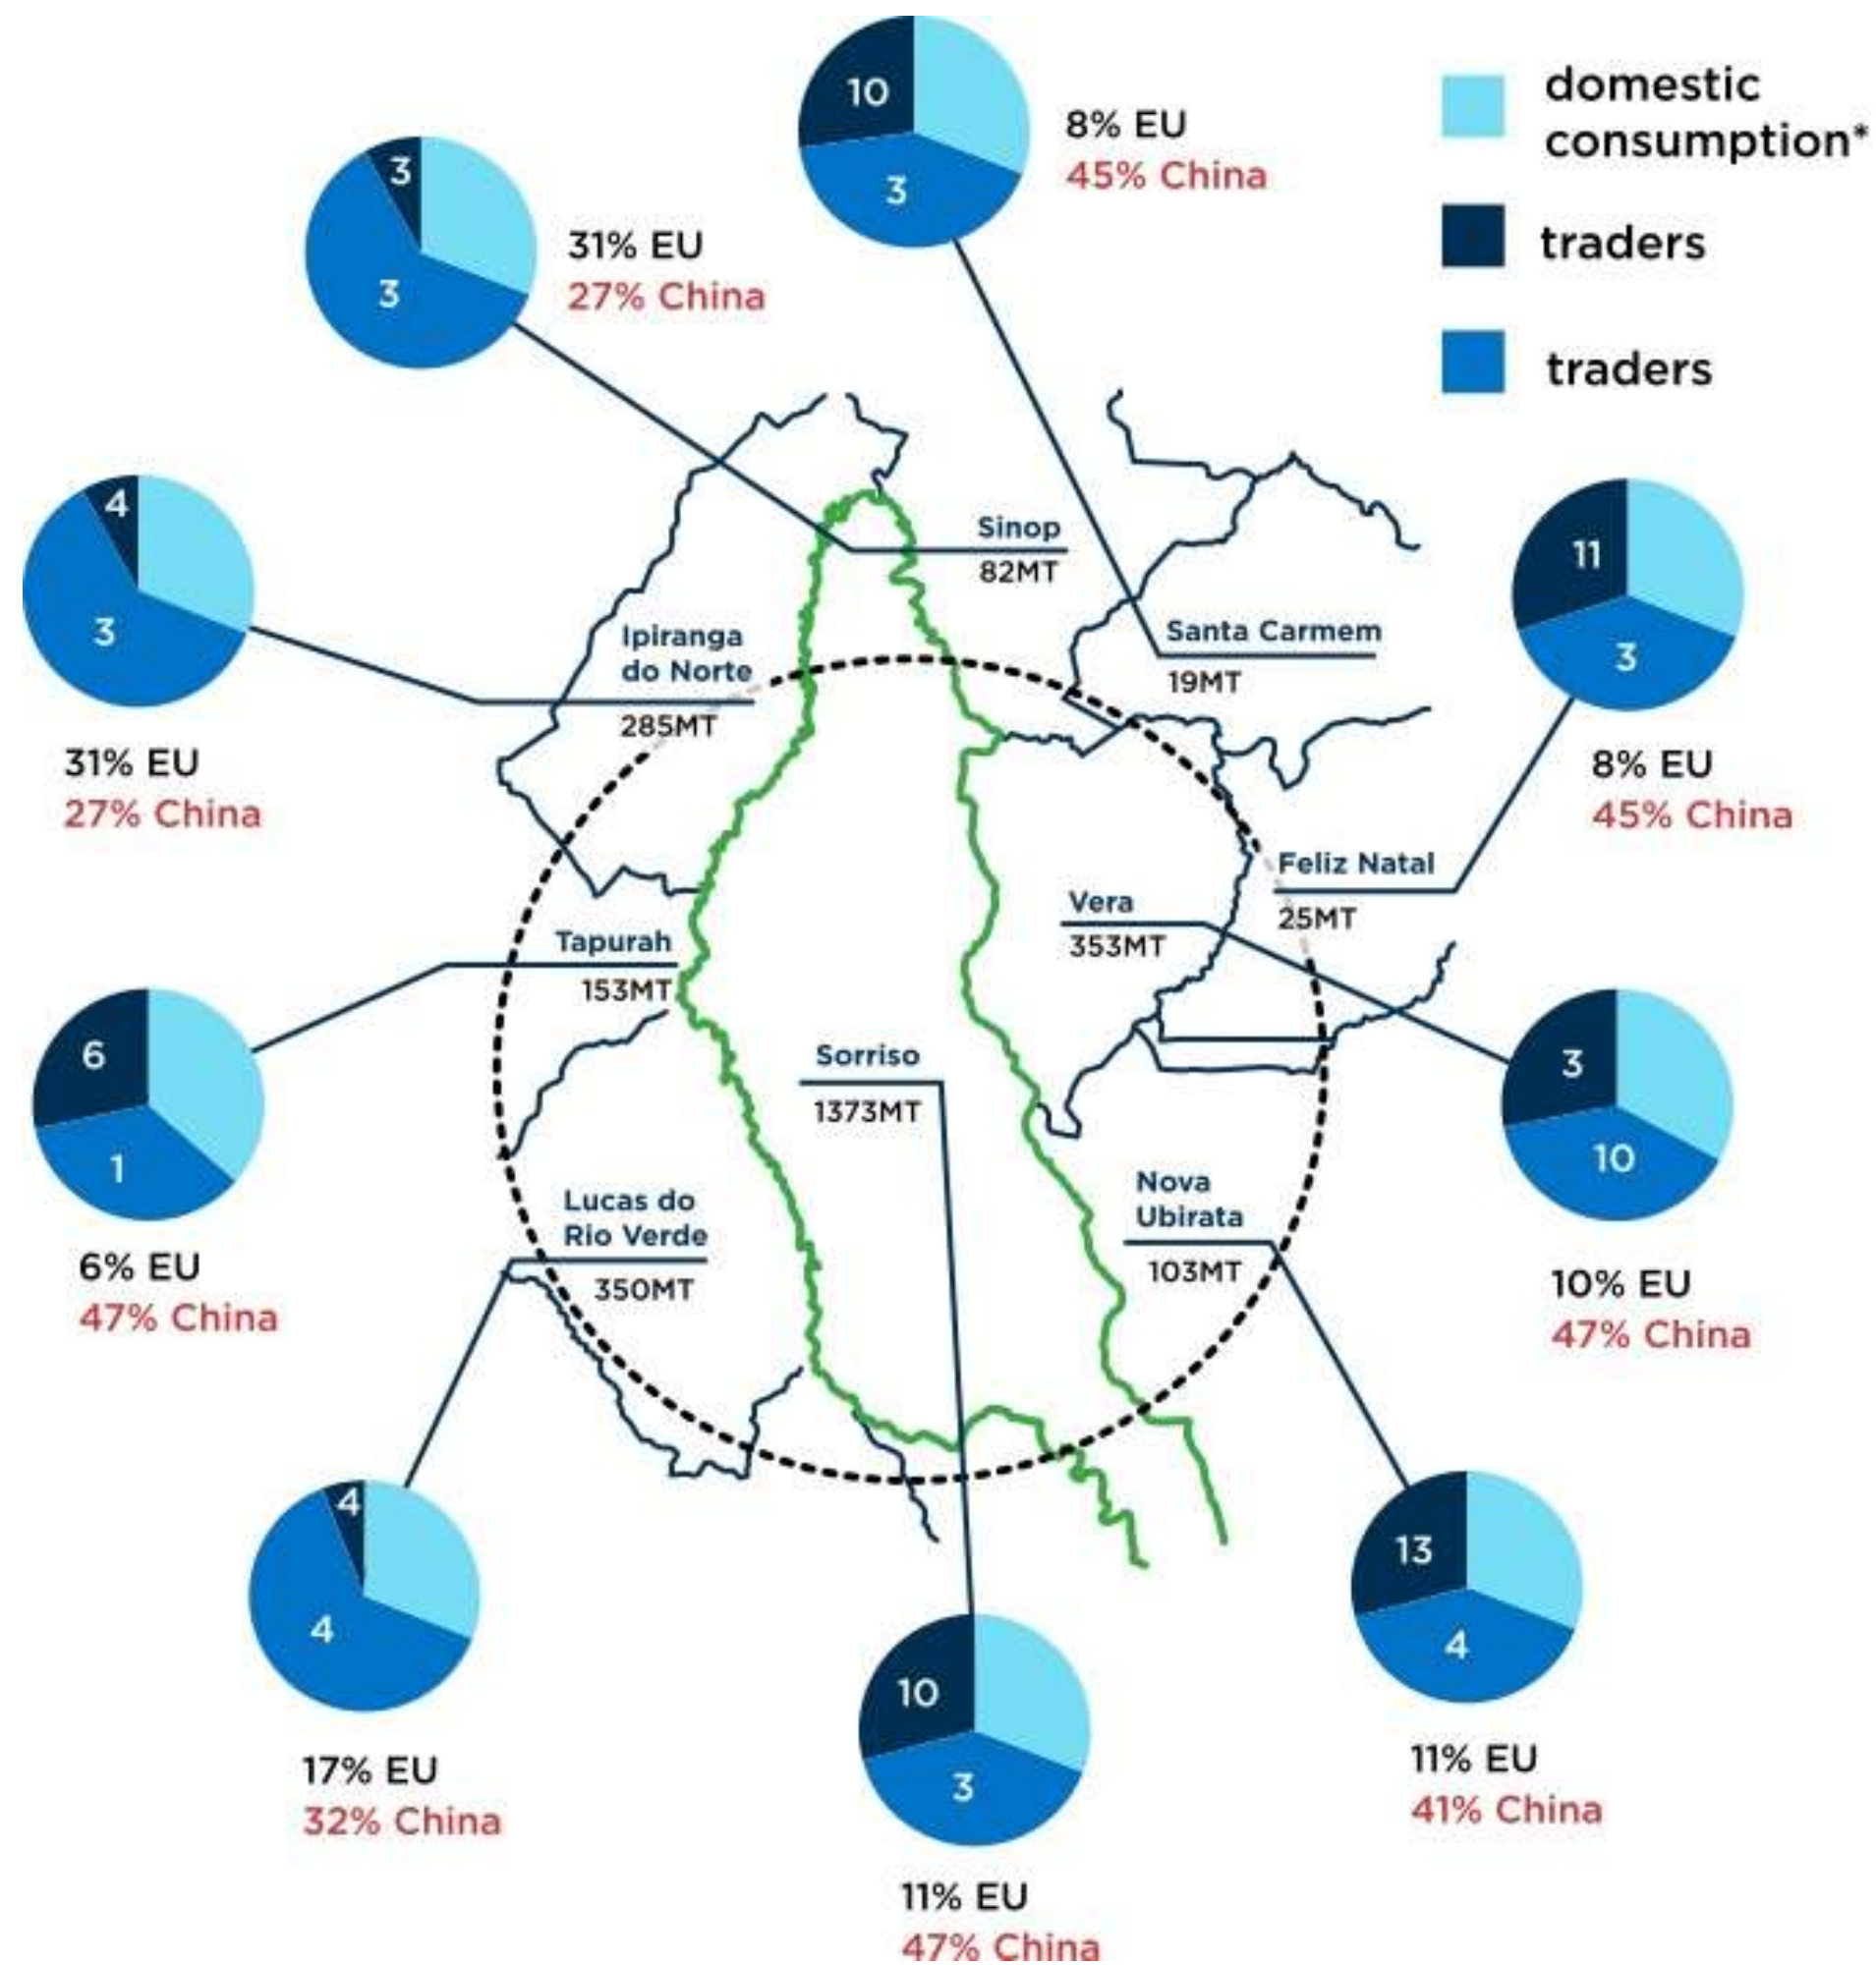 10
3
8% EU
45% China
domestic
consumption*
traders
traders
3
3
31% EU
27% China
4
3
31% EU
27% China
Sinop
82MT
Ipiranga
do Norte
285MT
Santa Carmem
19MT
11
3
8% EU
45% China
Feliz Natal
25MT
Vera
353MT
Tapurah
153MT
6
1
6% EU
47% China
Sorriso
1373MT
3
10
10% EU
47% China
Lucas do
Rio Verde
350MT
Nova
Ubirata
103MT
4
4
17% EU
32% China
10
3
11% EU
47% China
13
4
11% EU
41% China